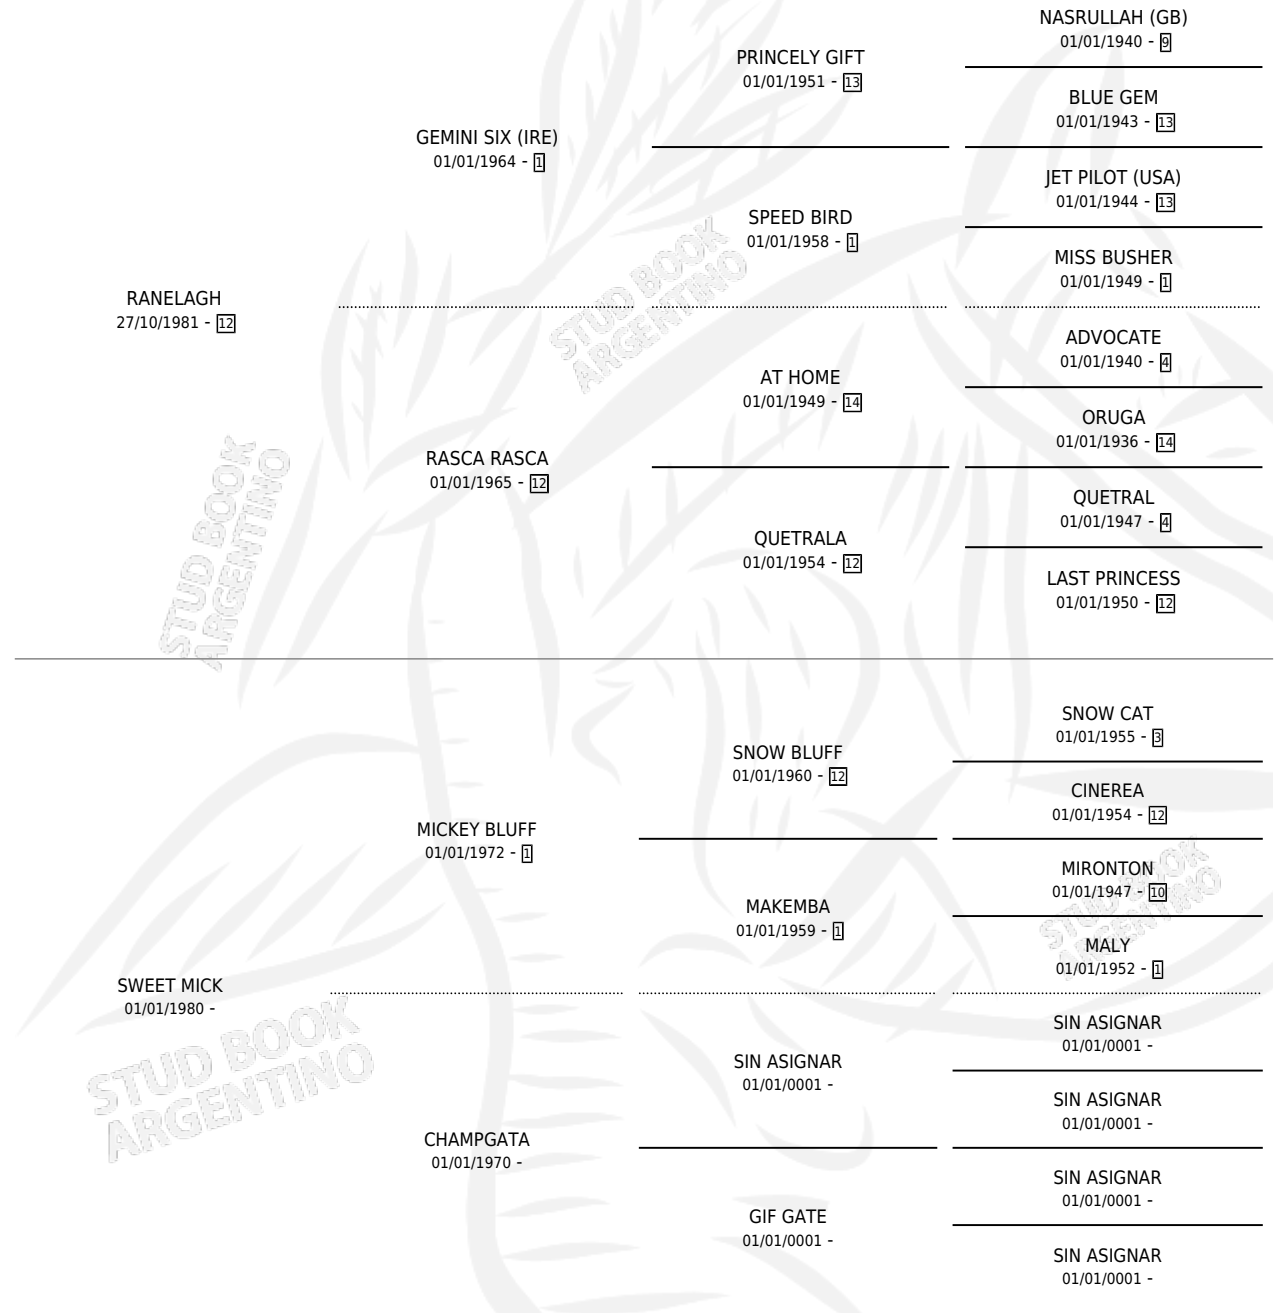 NASRULLAH (GB)
01/01/1940 - 9
PRINCELY GIFT
01/01/1951 - 13
BLUE GEM
01/01/1943 - 13
GEMINI SIX (IRE)
01/01/1964 - 1
JET PILOT (USA)
01/01/1944 - 13
SPEED BIRD
01/01/1958 - 1
MISS BUSHER
01/01/1949 - 1
RANELAGH
27/10/1981 - 12
ADVOCATE
01/01/1940 - 4
AT HOME
01/01/1949 - 14
ORUGA
01/01/1936 - 14
RASCA RASCA
01/01/1965 - 12
QUETRAL
01/01/1947 - 4
QUETRALA
01/01/1954 - 12
LAST PRINCESS
01/01/1950 - 12
SNOW CAT
01/01/1955 - 3
SNOW BLUFF
01/01/1960 - 12
CINEREA
01/01/1954 - 12
MICKEY BLUFF
01/01/1972 - 1
MIRONTON
01/01/1947 - 10
MAKEMBA
01/01/1959 - 1
MALY
01/01/1952 - 1
SWEET MICK
01/01/1980 -
SIN ASIGNAR
01/01/0001 -
SIN ASIGNAR
01/01/0001 -
SIN ASIGNAR
01/01/0001 -
CHAMPGATA
01/01/1970 -
SIN ASIGNAR
01/01/0001 -
GIF GATE
01/01/0001 -
SIN ASIGNAR
01/01/0001 -
STUD BOOK
ARGENTINO
STUD BOOK
ARGENTINO
STUD BOOK
ARGENTINO
STUD BOOK
ARGENTINO